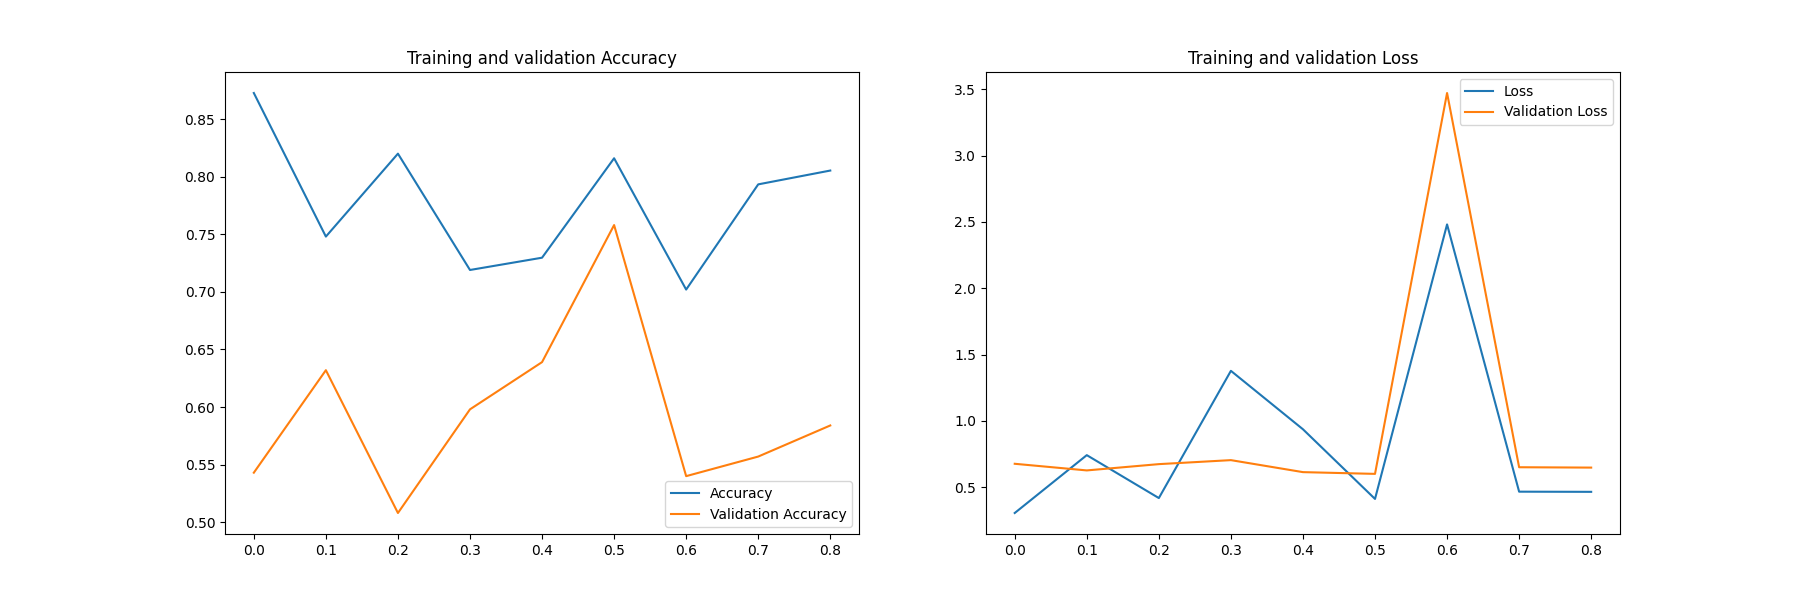 Training and validation Accuracy
0.85
0.80
0.75
0.70
0.65
0.60
0.55
0.50
0.0 0.1 0.2 0.3 0.4 0.5 0.6 0.7 0.8
Accuracy
Validation Accuracy
Training and validation Loss
3.5
3.0
2.5
2.0
1.5
1.0
0.5
0.0 0.1 0.2 0.3 0.4 0.5 0.6 0.7 0.8
Loss
Validation Loss